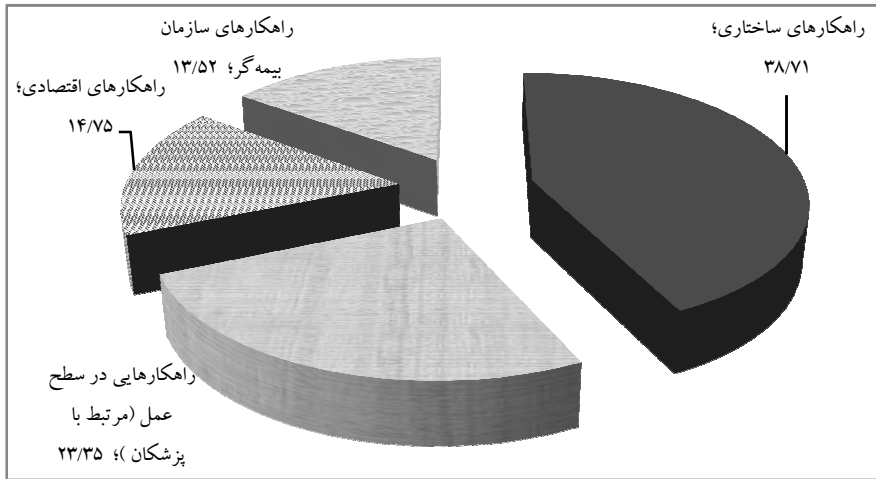 راهکارهای ساختاری؛
۳۸/۷۱
راهکارهای سازمان
بیمه‌گر؛ ۱۳/۵۲
راهکارهای اقتصادی؛
۱۴/۷۵
راهکارهایی در سطح
عمل (مرتبط با
پزشکان )؛ ۲۳/۳۵